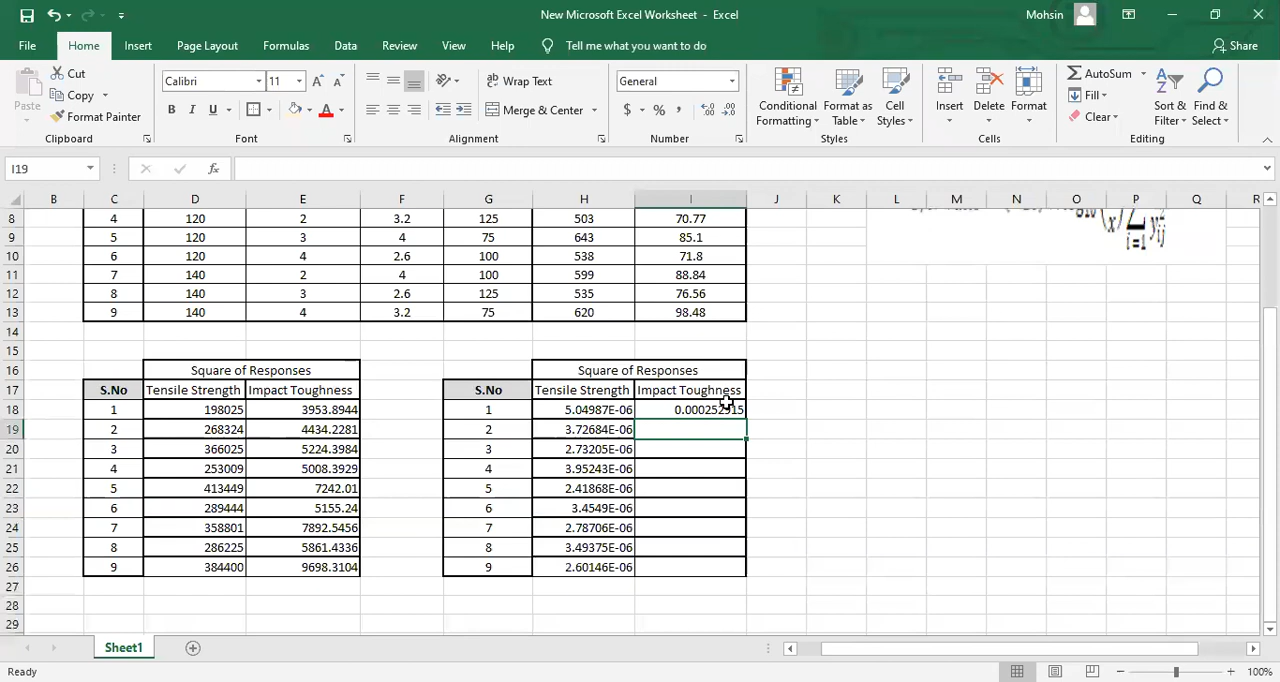 New Microsoft Excel Worksheet - Excel
Mohsin
File Home Insert Page Layout Formulas Data Review View Help Tell me what you want to do Share
Paste Cut Copy Format Painter Clipboard
Calibri 11 A A B I U A Font
Wrap Text Merge & Center Alignment
General $ % , Number
Conditional Formatting Format as Table Cell Styles Styles
Insert Delete Format Cells
AutoSum Fill Clear Sort & Filter Find & Select Editing
I19 fx
B C D E F G H I J K L M N O P Q R
8 4 120 2 3.2 125 503 70.77
9 5 120 3 4 75 643 85.1
10 6 120 4 2.6 100 538 71.8
11 7 140 2 4 100 599 88.84
12 8 140 3 2.6 125 535 76.56
13 9 140 4 3.2 75 620 98.48
14
15
16 Square of Responses Square of Responses
17 S.No Tensile Strength Impact Toughness S.No Tensile Strength Impact Toughness
18 1 198025 3953.8944 1 5.04987E-06 0.000252915
19 2 268324 4434.2281 2 3.72684E-06
20 3 366025 5224.3984 3 2.73205E-06
21 4 253009 5008.3929 4 3.95243E-06
22 5 413449 7242.01 5 2.41868E-06
23 6 289444 5155.24 6 3.4549E-06
24 7 358801 7892.5456 7 2.78706E-06
25 8 286225 5861.4336 8 3.49375E-06
26 9 384400 9698.3104 9 2.60146E-06
27
28
29
Sheet1
Ready 100%